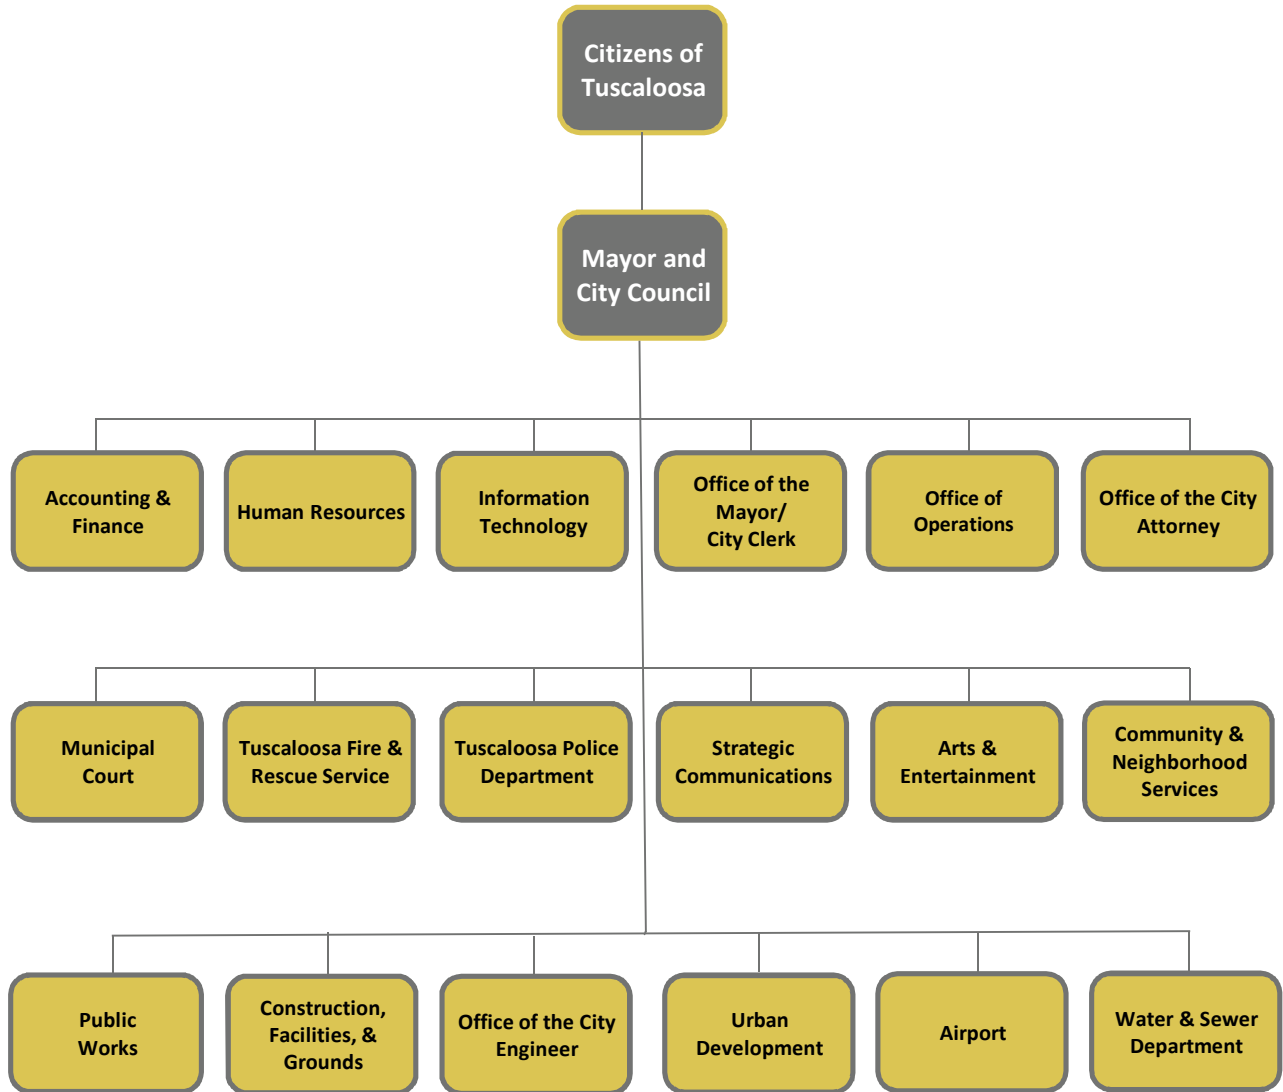 Citizens of
Tuscaloosa
Mayor and
City Council
Accounting &
Finance
Human Resources
Information
Technology
Office of the
Mayor/
City Clerk
Office of
Operations
Office of the City
Attorney
Municipal
Court
Tuscaloosa Fire &
Rescue Service
Tuscaloosa Police
Department
Strategic
Communications
Arts &
Entertainment
Community &
Neighborhood
Services
Public
Works
Construction,
Facilities, &
Grounds
Office of the City
Engineer
Urban
Development
Airport
Water & Sewer
Department